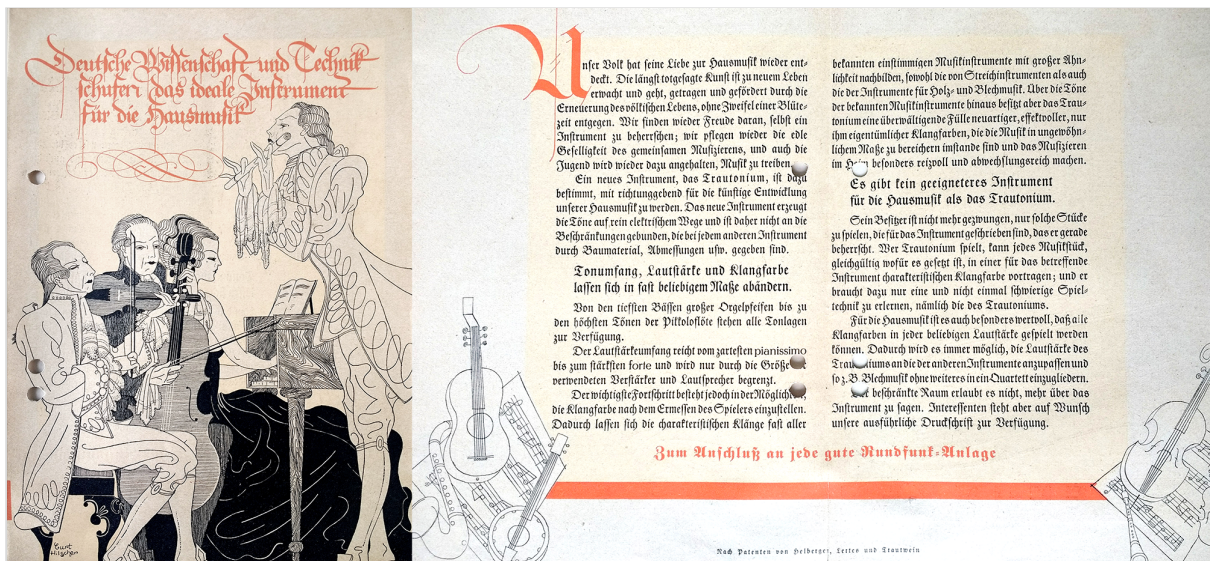 Deutsche Wissenschaft und Technik
schufen das ideale Instrument
für die Hausmusik
Curt
Hilscher
Unser Volk hat seine Liebe zur Hausmusik wieder ent-
deckt. Die längst totgesagte Kunst ist zu neuem Leben
erwacht und geht, getragen und gefördert durch die
Erneuerung des völkischen Lebens, ohne Zweifel einer Blüte-
zeit entgegen. Wir finden wieder Freude daran, selbst ein
Instrument zu beherrschen; wir pflegen wieder die edle
Geselligkeit des gemeinsamen Musizierens, und auch die
Jugend wird wieder dazu angehalten, Musik zu treiben.
Ein neues Instrument, das Trautonium, ist dazu
bestimmt, mit richtunggebend für die künftige Entwicklung
unserer Hausmusik zu werden. Das neue Instrument erzeugt
die Töne auf rein elektrischem Wege und ist daher nicht an die
Beschränkungen gebunden, die bei jedem anderen Instrument
durch Baumaterial, Abmessungen usw. gegeben sind.
Tonumfang, Lautstärke und Klangfarbe
lassen sich in fast beliebigem Maße abändern.
Von den tiefsten Bässen großer Orgelpfeifen bis zu
den höchsten Tönen der Pikkoloflöte stehen alle Tonlagen
zur Verfügung.
Der Lautstärkeumfang reicht vom zartesten pianissimo
bis zum stärksten forte und wird nur durch die Größe der
verwendeten Verstärker und Lautsprecher begrenzt.
Der wichtigste Fortschritt besteht jedoch in der Möglichkeit,
die Klangfarbe nach dem Ermessen des Spielers einzustellen.
Dadurch lassen sich die charakteristischen Klänge fast aller
bekannten einstimmigen Musikinstrumente mit großer Ähn-
lichkeit nachbilden, sowohl die von Streichinstrumenten als auch
die der Instrumente für Holz- und Blechmusik. Über die Töne
der bekannten Musikinstrumente hinaus besitzt aber das Trau-
tonium eine überwältigende Fülle neuartiger, effektvoller, nur
ihm eigentümlicher Klangfarben, die die Musik in ungewöhn-
lichem Maße zu bereichern imstande sind und das Musizieren
im Heim besonders reizvoll und abwechslungsreich machen.
Es gibt kein geeigneteres Instrument
für die Hausmusik als das Trautonium.
Sein Besitzer ist nicht mehr gezwungen, nur solche Stücke
zu spielen, die für das Instrument geschrieben sind, das er gerade
beherrscht. Wer Trautonium spielt, kann jedes Musikstück,
gleichgültig wofür es gesetzt ist, in einer für das betreffende
Instrument charakteristischen Klangfarbe vortragen; und er
braucht dazu nur eine und nicht einmal schwierige Spiel-
technik zu erlernen, nämlich die des Trautoniums.
Für die Hausmusik ist es auch besonders wertvoll, daß alle
Klangfarben in jeder beliebigen Lautstärke gespielt werden
können. Dadurch wird es immer möglich, die Lautstärke des
Trautoniums an die der anderen Instrumente anzupassen und
so z.B. Blechmusik ohne weiteres in ein Quartett einzugliedern.
Der beschränkte Raum erlaubt es nicht, mehr über das
Instrument zu sagen. Interessenten steht aber auf Wunsch
unsere ausführliche Druckschrift zur Verfügung.
Zum Anschluß an jede gute Rundfunk-Anlage
Nach Patenten von Helberger, Lertes und Trautwein